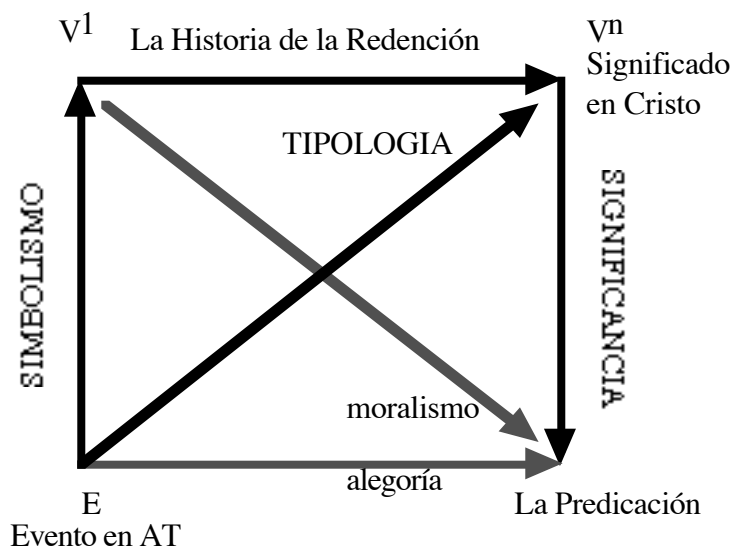 V1
La Historia de la Redención
Vn
Significado
en Cristo
TIPOLOGIA
SIMBOLISMO
SIGNIFICANCIA
moralismo
alegoría
E
Evento en AT
La Predicación